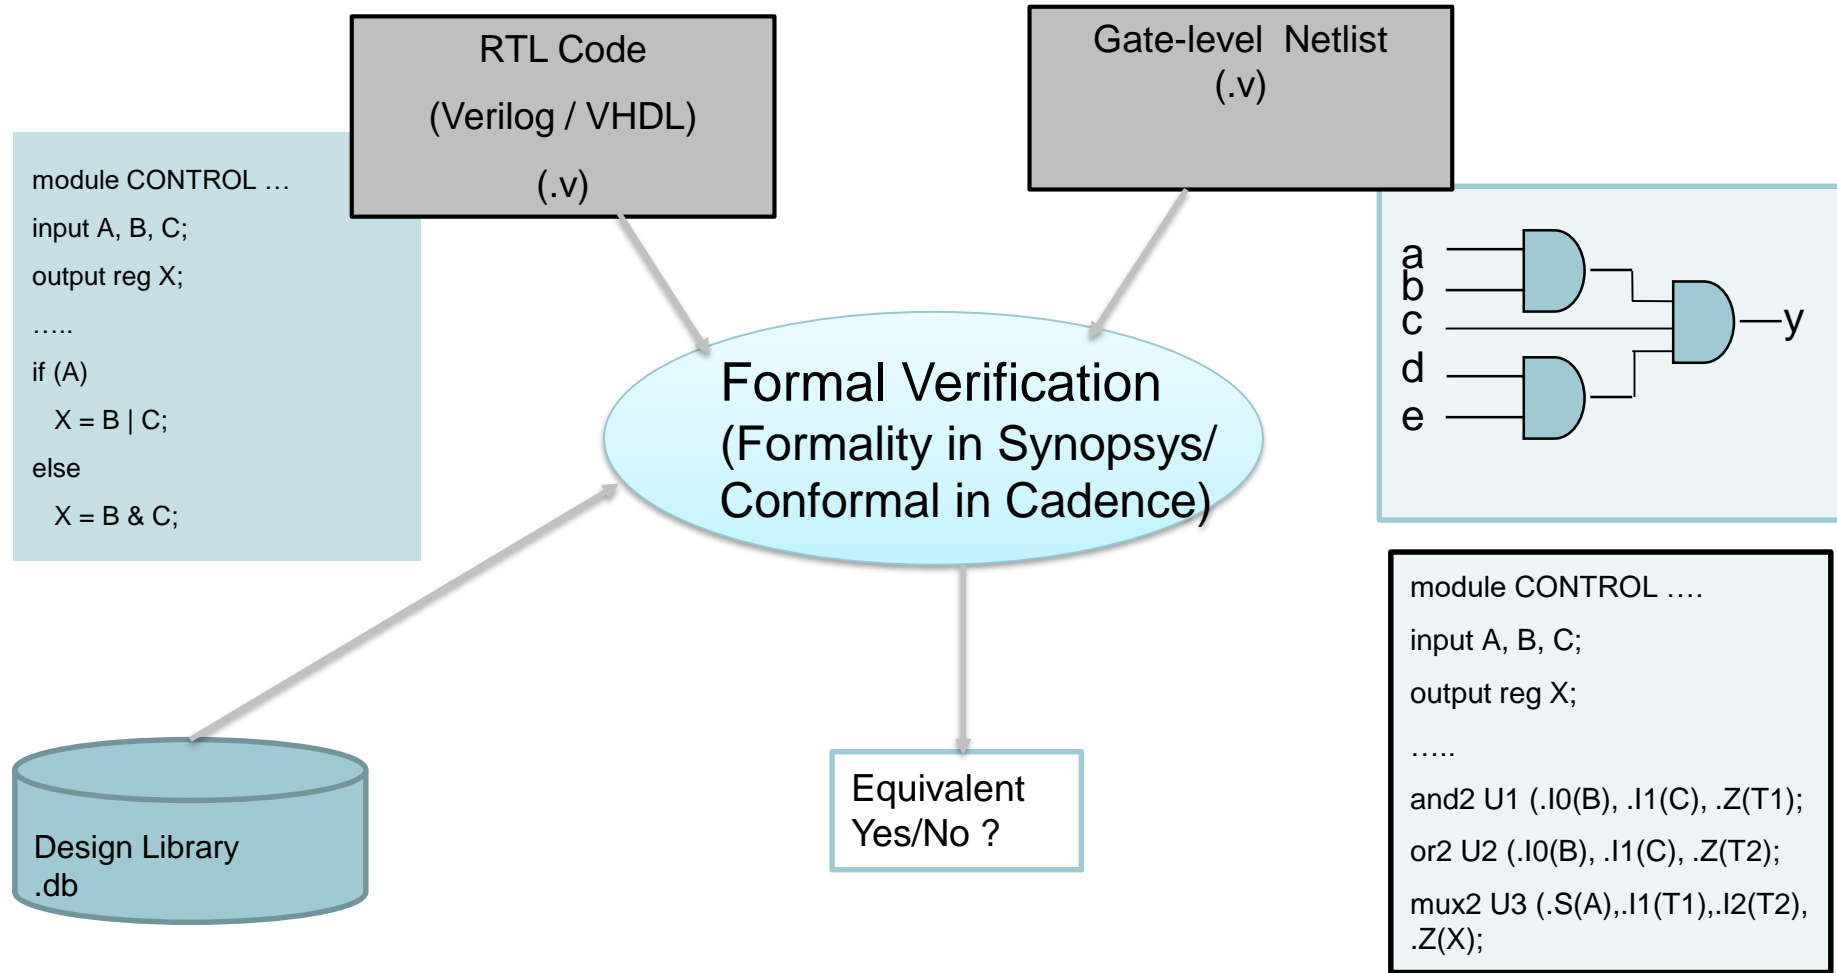 RTL Code
(Verilog / VHDL)
(.v)
Gate-level  Netlist
(.v)
module CONTROL …
input A, B, C;
output reg X;
…..
if (A)
X = B | C;
else
X = B & C;
a
b
c
d
e
y
Formal Verification
(Formality in Synopsys/
Conformal in Cadence)
Design Library
.db
Equivalent
Yes/No ?
module CONTROL ….
input A, B, C;
output reg X;
…..
and2 U1 (.I0(B), .I1(C), .Z(T1);
or2 U2 (.I0(B), .I1(C), .Z(T2);
mux2 U3 (.S(A),.I1(T1),.I2(T2),
.Z(X);